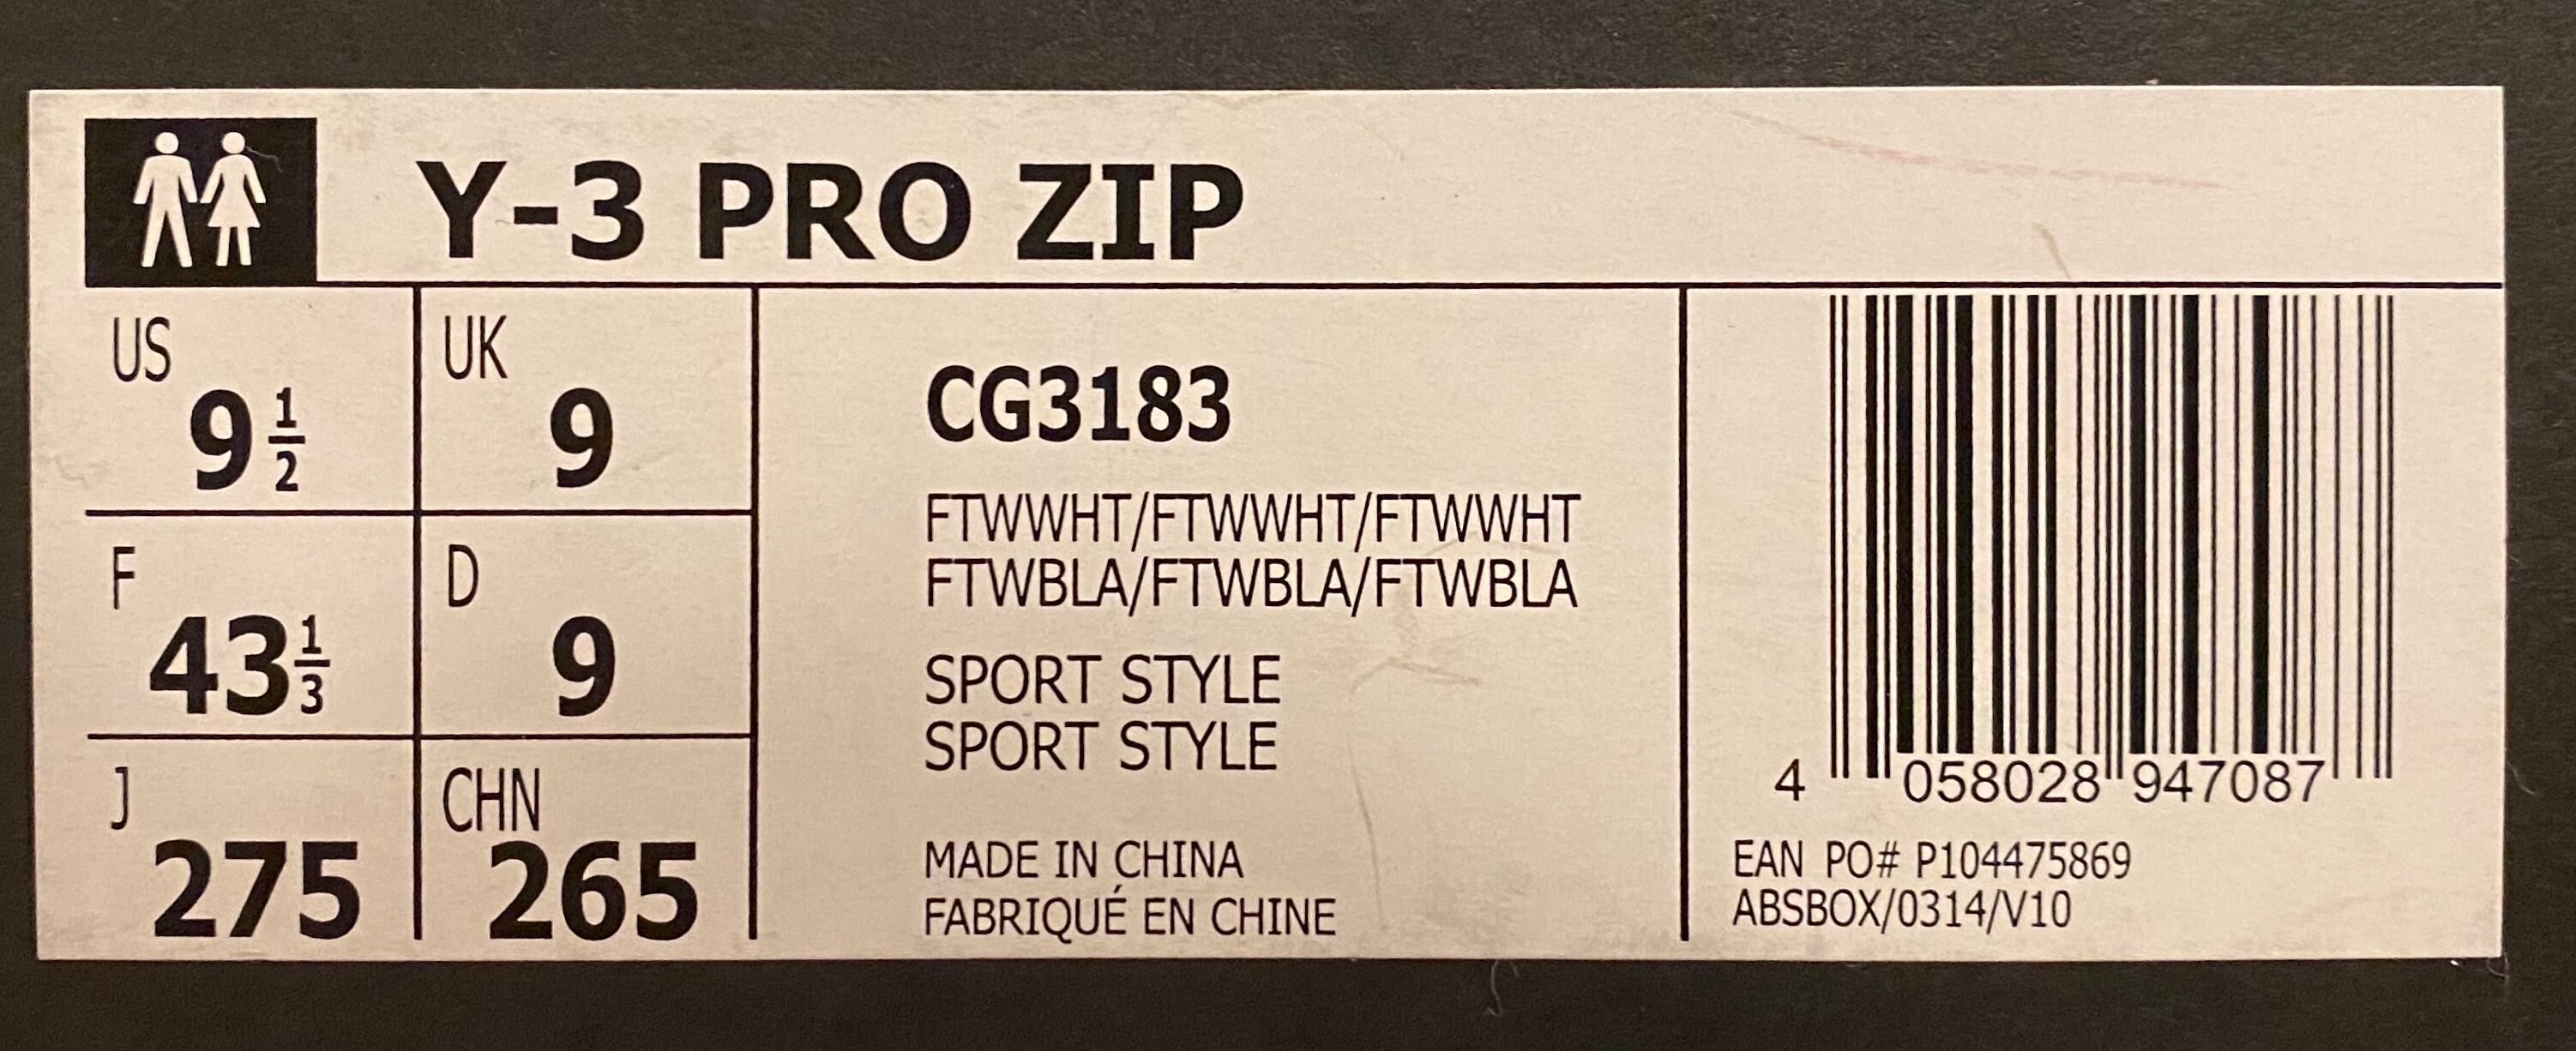 Y-3 PRO ZIP
US
9 1/2
UK
9
F
43 1/3
D
9
J
275
CHN
265
CG3183
FTWWHT/FTWWHT/FTWWHT
FTWBLA/FTWBLA/FTWBLA
SPORT STYLE
SPORT STYLE
MADE IN CHINA
FABRIQUÉ EN CHINE
4 058028 947087
EAN PO# P104475869
ABSBOX/0314/V10